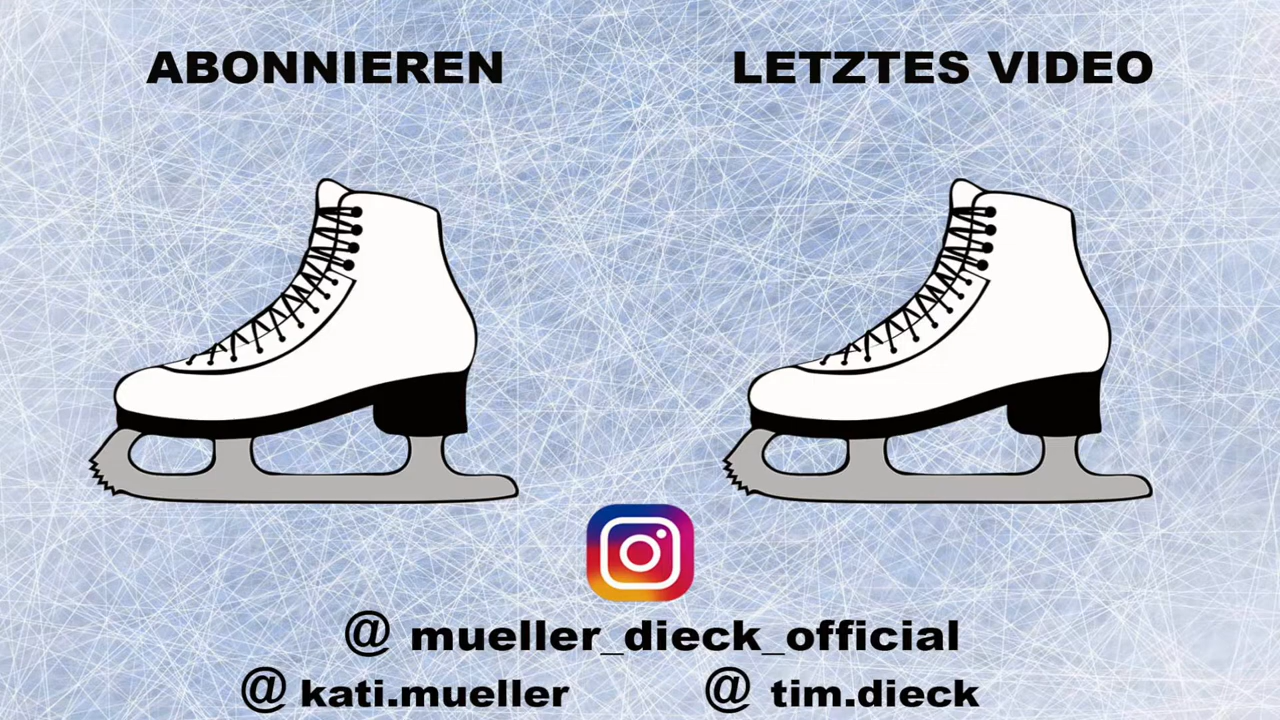 ABONNIEREN
LETZTES VIDEO
@ mueller_dieck_official
@ kati.mueller
@ tim.dieck